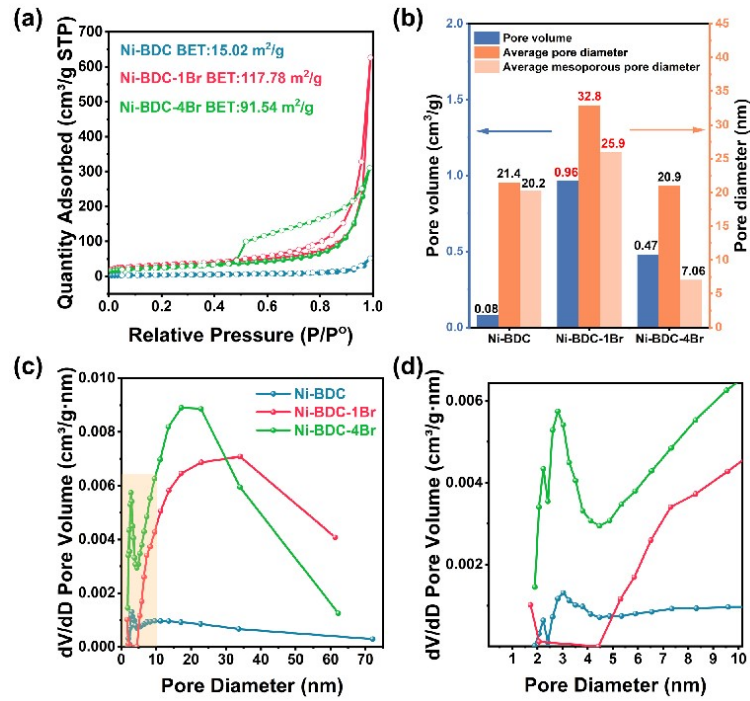 (a)
700
600
500
400
300
200
100
0
Quantity Adsorbed (cm³/g STP)
Ni-BDC BET:15.02 m²/g
Ni-BDC-1Br BET:117.78 m²/g
Ni-BDC-4Br BET:91.54 m²/g
0.0 0.2 0.4 0.6 0.8 1.0
Relative Pressure (P/P⁰)
(b)
2.0
1.5
1.0
0.5
0.0
Pore volume (cm³/g)
Pore volume
Average pore diameter
Average mesoporous pore diameter
0.08 21.4 20.2
0.96 32.8 25.9
0.47 20.9 7.06
Ni-BDC Ni-BDC-1Br Ni-BDC-4Br
45
40
35
30
25
20
15
10
5
0
Pore diameter (nm)
(c)
0.010
0.008
0.006
0.004
0.002
0.000
dV/dD Pore Volume (cm³/g·nm)
Ni-BDC
Ni-BDC-1Br
Ni-BDC-4Br
0 10 20 30 40 50 60 70
Pore Diameter (nm)
(d)
0.006
0.004
0.002
dV/dD Pore Volume (cm³/g·nm)
1 2 3 4 5 6 7 8 9 10
Pore Diameter (nm)